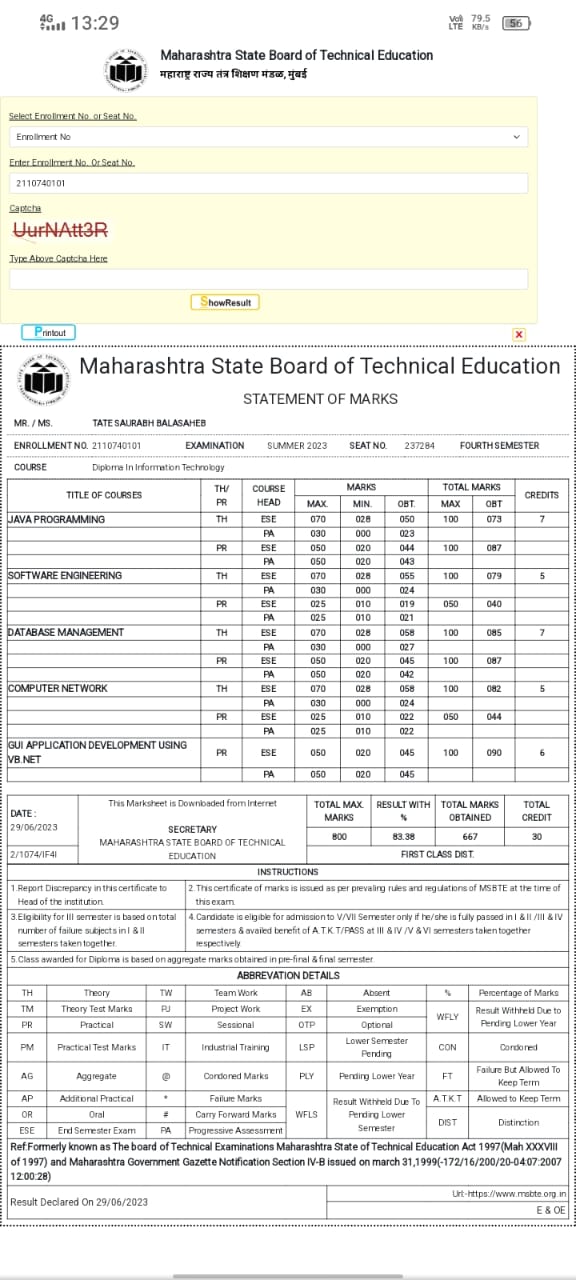 4G 13:29 VoN LTE 79.5 KB/s 56
Maharashtra State Board of Technical Education
महाराष्ट्र राज्य तंत्र शिक्षण मंडळ, मुंबई
Select Enrollment No. or Seat No.
Enrollment No
Enter Enrollment No. Or Seat No.
2110740101
Captcha
UurNAtt3R
Type Above Captcha Here
ShowResult
Printout X
Maharashtra State Board of Technical Education
STATEMENT OF MARKS
MR. / MS. TATE SAURABH BALASAHEB
ENROLLMENT NO. 2110740101 EXAMINATION SUMMER 2023 SEAT NO. 237284 FOURTH SEMESTER
COURSE Diploma In Information Technology
TITLE OF COURSES TH/ PR COURSE HEAD MARKS TOTAL MARKS CREDITS
MAX. MIN. OBT. MAX OBT
JAVA PROGRAMMING TH ESE 070 028 050 100 073 7
PA 030 000 023
PR ESE 050 020 044 100 087
PA 050 020 043
SOFTWARE ENGINEERING TH ESE 070 028 055 100 079 5
PA 030 000 024
PR ESE 025 010 019 050 040
PA 025 010 021
DATABASE MANAGEMENT TH ESE 070 028 058 100 085 7
PA 030 000 027
PR ESE 050 020 045 100 087
PA 050 020 042
COMPUTER NETWORK TH ESE 070 028 058 100 082 5
PA 030 000 024
PR ESE 025 010 022 050 044
PA 025 010 022
GUI APPLICATION DEVELOPMENT USING
VB.NET PR ESE 050 020 045 100 090 6
PA 050 020 045
DATE :
29/06/2023
2/1074/IF4I
This Marksheet is Downloaded from Internet
SECRETARY
MAHARASHTRA STATE BOARD OF TECHNICAL
EDUCATION
TOTAL MAX. MARKS RESULT WITH % TOTAL MARKS OBTAINED TOTAL CREDIT
800 83.38 667 30
FIRST CLASS DIST.
INSTRUCTIONS
1.Report Discrepancy in this certificate to
Head of the institution.
2.This certificate of marks is issued as per prevaling rules and regulations of MSBTE at the time of
this exam.
3.Eligibility for III semester is based on total
number of failure subjects in I & II
semesters taken together.
4.Candidate is eligible for admission to V/VII Semester only if he/she is fully passed in I & II /III & IV
semesters & availed benefit of A.T.K.T/PASS at III & IV /V & VI semesters taken together
respectively.
5.Class awarded for Diploma is based on aggregate marks obtained in pre-final & final semester.
ABBREVATION DETAILS
TH Theory TW Team Work AB Absent % Percentage of Marks
TM Theory Test Marks PJ Project Work EX Exemption WFLY Result Withheld Due to
PR Practical SW Sessional OTP Optional Pending Lower Year
PM Practical Test Marks IT Industrial Training LSP Lower Semester Pending CON Condoned
AG Aggregate @ Condoned Marks PLY Pending Lower Year FT Failure But Allowed To Keep Term
AP Additional Practical * Failure Marks WFLS Result Withheld Due To A.T.K.T Allowed to Keep Term
OR Oral # Carry Forward Marks Pending Lower DIST Distinction
ESE End Semester Exam PA Progressive Assessment Semester
Ref:Formerly known as The board of Technical Examinations Maharashtra State of Technical Education Act 1997(Mah XXXVIII
of 1997) and Maharashtra Government Gazette Notification Section IV-B issued on march 31,1999(-172/16/200/20-04:07:2007
12:00:28)
Result Declared On 29/06/2023
Url:-https://www.msbte.org.in
E & OE